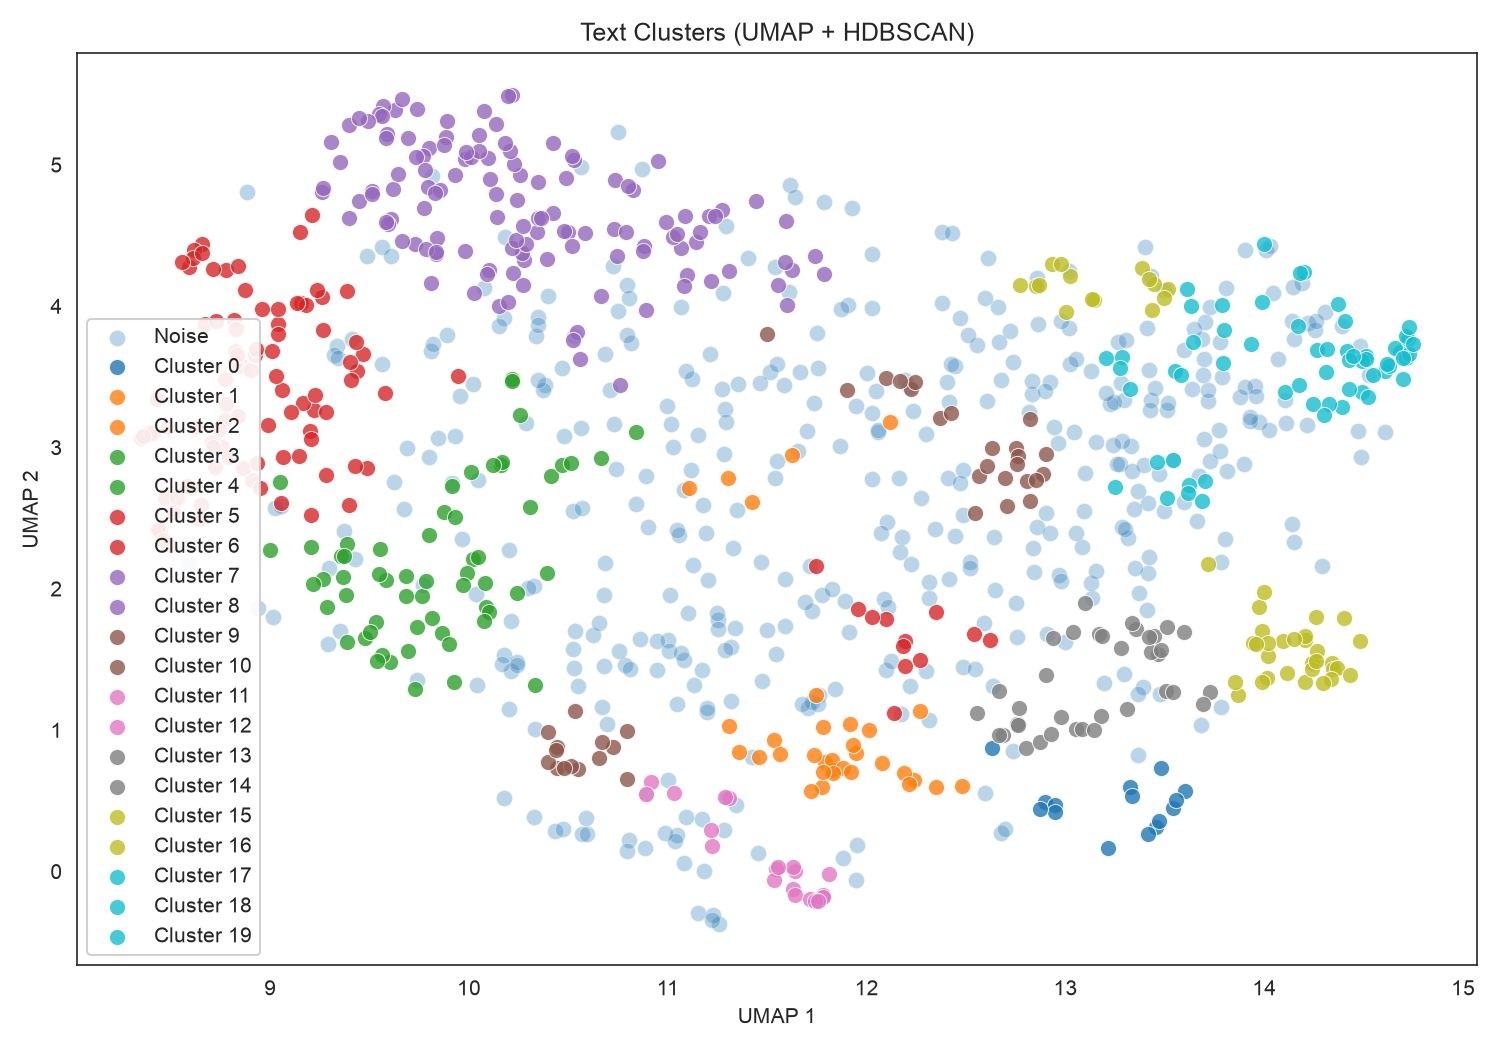 Text Clusters (UMAP + HDBSCAN)
UMAP 2
5
4
3
2
1
0
Noise
Cluster 0
Cluster 1
Cluster 2
Cluster 3
Cluster 4
Cluster 5
Cluster 6
Cluster 7
Cluster 8
Cluster 9
Cluster 10
Cluster 11
Cluster 12
Cluster 13
Cluster 14
Cluster 15
Cluster 16
Cluster 17
Cluster 18
Cluster 19
9 10 11 12 13 14 15
UMAP 1